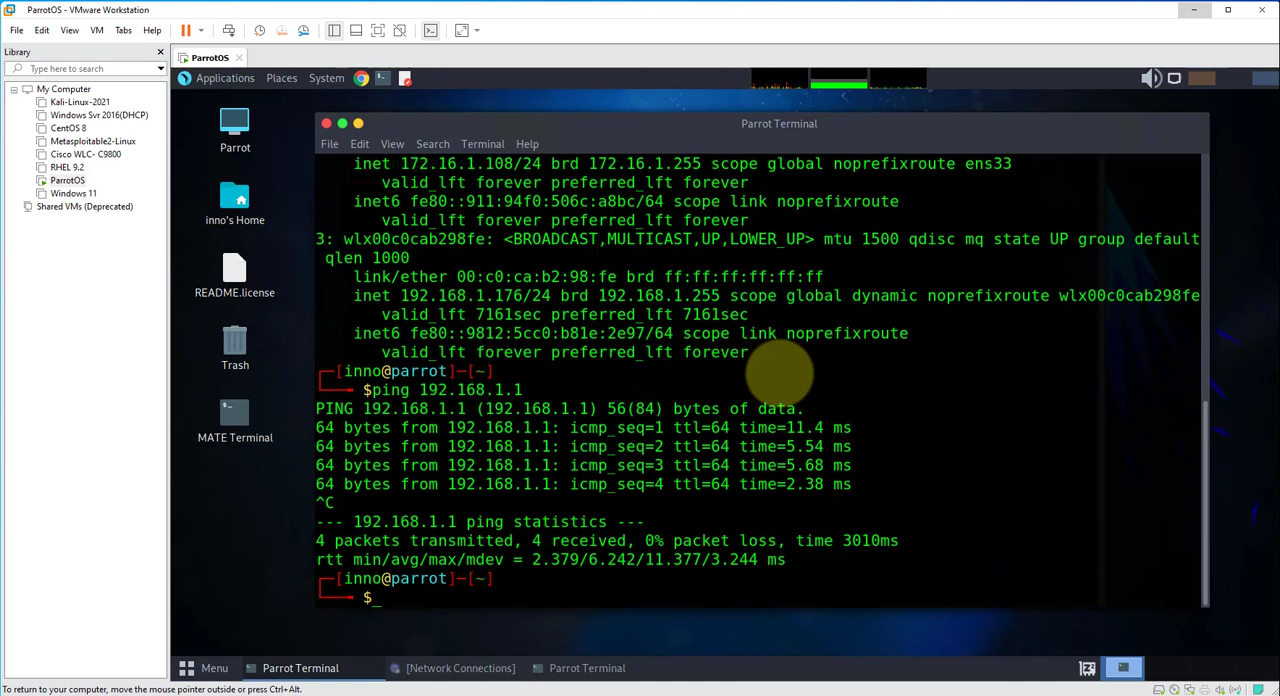 ParrotOS - VMware Workstation
File Edit View VM Tabs Help
Library
Type here to search
My Computer
Kali-Linux-2021
Windows Svr 2016(DHCP)
CentOS 8
Metasploitable2-Linux
Cisco WLC- C9800
RHEL 9.2
ParrotOS
Windows 11
Shared VMs (Deprecated)
ParrotOS
Applications Places System
Parrot
inno's Home
README.license
Trash
MATE Terminal
Parrot Terminal
File Edit View Search Terminal Help
inet 172.16.1.108/24 brd 172.16.1.255 scope global noprefixroute ens33
valid_lft forever preferred_lft forever
inet6 fe80::911:94f0:506c:a8bc/64 scope link noprefixroute
valid_lft forever preferred_lft forever
3: wlx00c0cab298fe: <BROADCAST,MULTICAST,UP,LOWER_UP> mtu 1500 qdisc mq state UP group default
qlen 1000
link/ether 00:c0:ca:b2:98:fe brd ff:ff:ff:ff:ff:ff
inet 192.168.1.176/24 brd 192.168.1.255 scope global dynamic noprefixroute wlx00c0cab298fe
valid_lft 7161sec preferred_lft 7161sec
inet6 fe80::9812:5cc0:b81e:2e97/64 scope link noprefixroute
valid_lft forever preferred_lft forever
┌─[inno@parrot]─[~]
└──╼ $ping 192.168.1.1
PING 192.168.1.1 (192.168.1.1) 56(84) bytes of data.
64 bytes from 192.168.1.1: icmp_seq=1 ttl=64 time=11.4 ms
64 bytes from 192.168.1.1: icmp_seq=2 ttl=64 time=5.54 ms
64 bytes from 192.168.1.1: icmp_seq=3 ttl=64 time=5.68 ms
64 bytes from 192.168.1.1: icmp_seq=4 ttl=64 time=2.38 ms
^C
--- 192.168.1.1 ping statistics ---
4 packets transmitted, 4 received, 0% packet loss, time 3010ms
rtt min/avg/max/mdev = 2.379/6.242/11.377/3.244 ms
┌─[inno@parrot]─[~]
└──╼ $_
Menu Parrot Terminal [Network Connections] Parrot Terminal
To return to your computer, move the mouse pointer outside or press Ctrl+Alt.